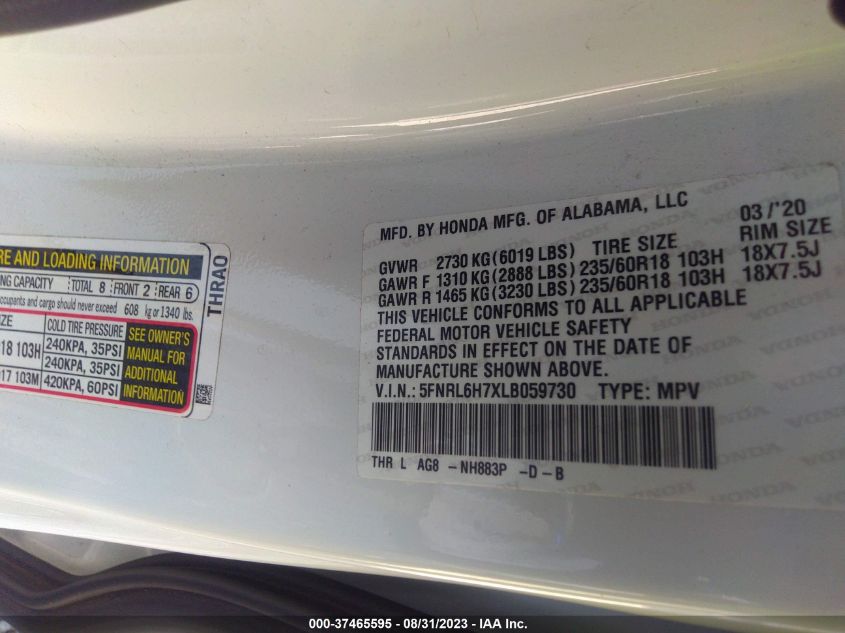 MFD. BY HONDA MFG. OF ALABAMA, LLC 03/'20
GVWR 2730 KG(6019 LBS) TIRE SIZE RIM SIZE
GAWR F 1310 KG(2888 LBS) 235/60R18 103H 18X7.5J
GAWR R 1465 KG(3230 LBS) 235/60R18 103H 18X7.5J
THIS VEHICLE CONFORMS TO ALL APPLICABLE
FEDERAL MOTOR VEHICLE SAFETY
STANDARDS IN EFFECT ON THE DATE OF
MANUFACTURE SHOWN ABOVE.
V.I.N.: 5FNRL6H7XLB059730 TYPE: MPV
THR L AG8 -NH883P -D-B
RE AND LOADING INFORMATION
NG CAPACITY TOTAL 8 FRONT 2 REAR 6
occupants and cargo should never exceed 608 kg or 1340 lbs.
ZE COLD TIRE PRESSURE
18 103H 240KPA, 35PSI
240KPA, 35PSI
17 103M 420KPA, 60PSI
SEE OWNER'S
MANUAL FOR
ADDITIONAL
INFORMATION
THRA0
000-37465595 - 08/31/2023 - IAA Inc.